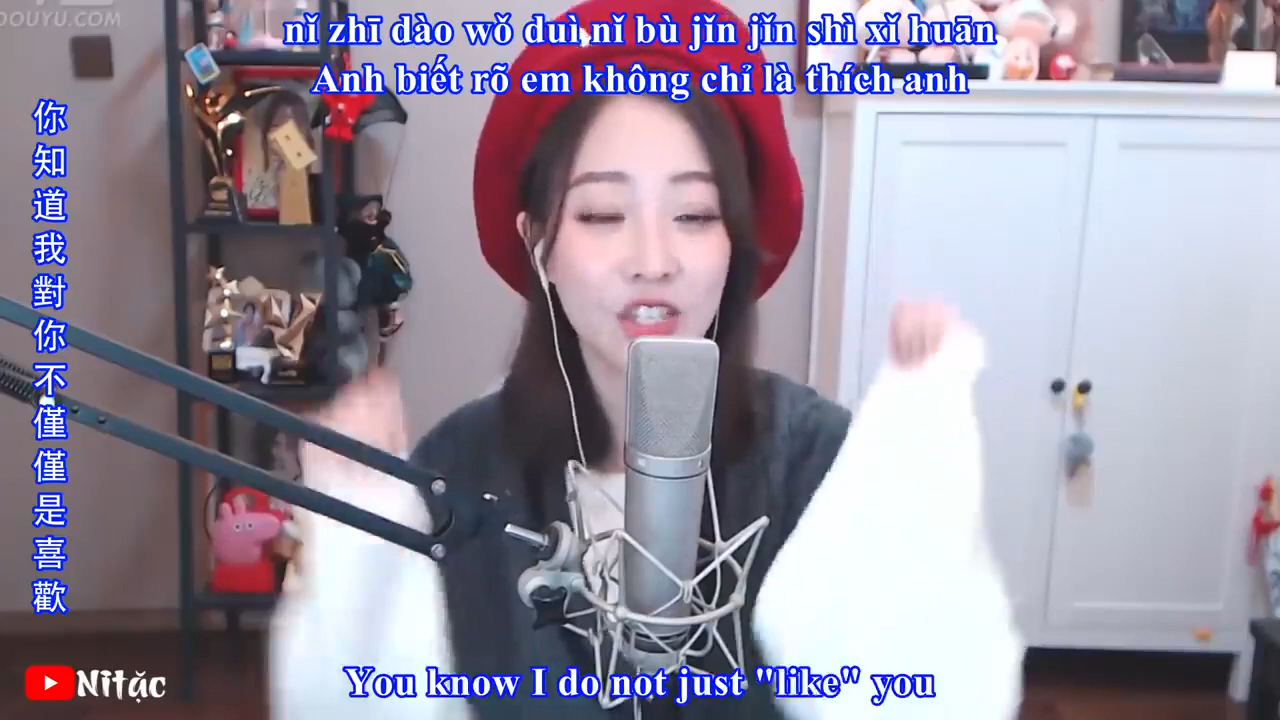 DOUYU.COM
nǐ zhī dào wǒ duì nǐ bù jǐn jǐn shì xǐ huān
Anh biết rõ em không chỉ là thích anh
你知道我對你不僅僅是喜歡
You know I do not just "like" you
Nitặc